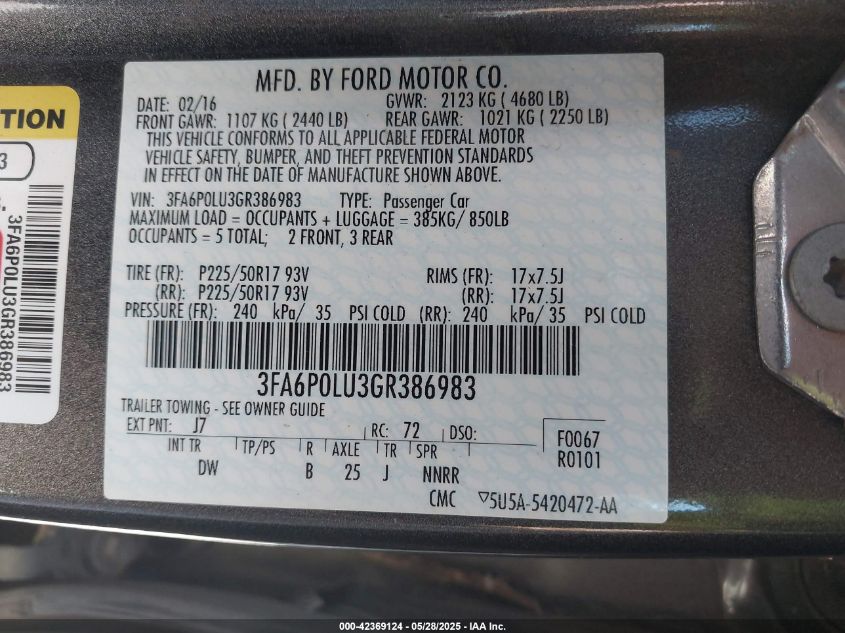 MFD. BY FORD MOTOR CO.
DATE: 02/16 GVWR: 2123 KG ( 4680 LB)
FRONT GAWR: 1107 KG ( 2440 LB) REAR GAWR: 1021 KG ( 2250 LB)
THIS VEHICLE CONFORMS TO ALL APPLICABLE FEDERAL MOTOR
VEHICLE SAFETY, BUMPER, AND THEFT PREVENTION STANDARDS
IN EFFECT ON THE DATE OF MANUFACTURE SHOWN ABOVE.
VIN: 3FA6P0LU3GR386983 TYPE: Passenger Car
MAXIMUM LOAD = OCCUPANTS + LUGGAGE = 385KG/ 850LB
OCCUPANTS = 5 TOTAL; 2 FRONT, 3 REAR
TIRE (FR): P225/50R17 93V RIMS (FR): 17x7.5J
(RR): P225/50R17 93V (RR): 17x7.5J
PRESSURE (FR): 240 kPa/ 35 PSI COLD (RR): 240 kPa/ 35 PSI COLD
3FA6P0LU3GR386983
TRAILER TOWING - SEE OWNER GUIDE
EXT PNT: J7 RC: 72 DSO:
INT TR TP/PS R AXLE TR SPR
DW B 25 J NNRR
F0067
R0101
CMC ▽5U5A-5420472-AA
TION
3
3FA6P0LU3GR386983
000-42369124 - 05/28/2025 - IAA Inc.